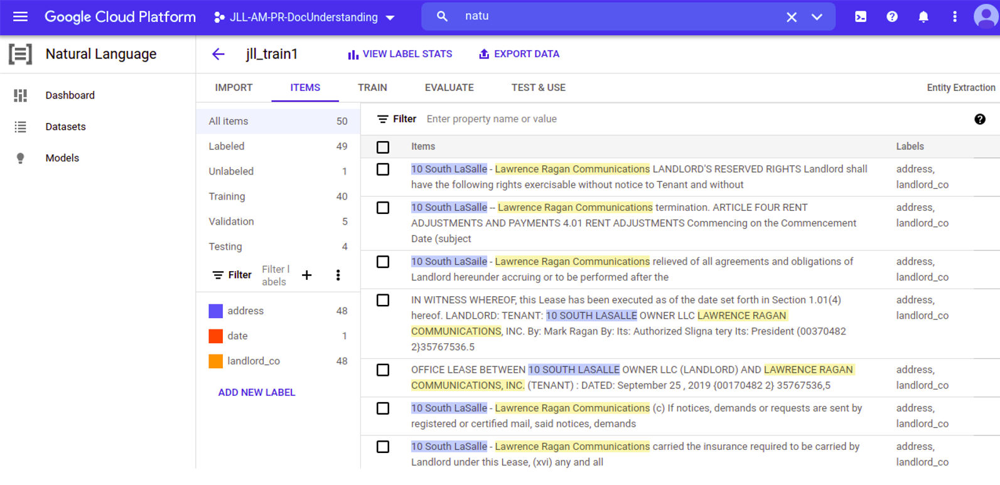 Google Cloud Platform
JLL-AM-PR-DocUnderstanding
natu
Natural Language
jll_train1
VIEW LABEL STATS
EXPORT DATA
Dashboard
Datasets
Models
IMPORT
ITEMS
TRAIN
EVALUATE
TEST & USE
Entity Extraction
All items 50
Labeled 49
Unlabeled 1
Training 40
Validation 5
Testing 4
Filter
Filter l
abels
address 48
date 1
landlord_co 48
ADD NEW LABEL
Filter Enter property name or value
Items Labels
10 South LaSalle - Lawrence Ragan Communications LANDLORD'S RESERVED RIGHTS Landlord shall
have the following rights exercisable without notice to Tenant and without
address,
landlord_co
10 South LaSalle -- Lawrence Ragan Communications termination. ARTICLE FOUR RENT
ADJUSTMENTS AND PAYMENTS 4.01 RENT ADJUSTMENTS Commencing on the Commencement
Date (subject
address,
landlord_co
10 South LaSaile - Lawrence Ragan Communications relieved of all agreements and obligations of
Landlord hereunder accruing or to be performed after the
address,
landlord_co
IN WITNESS WHEREOF, this Lease has been executed as of the date set forth in Section 1.01(4)
hereof. LANDLORD: TENANT: 10 SOUTH LASALLE OWNER LLC LAWRENCE RAGAN
COMMUNICATIONS, INC. By: Mark Ragan By: Its: Authorized Sligna tery Its: President (00370482
2}35767536.5
address,
landlord_co
OFFICE LEASE BETWEEN 10 SOUTH LASALLE OWNER LLC (LANDLORD) AND LAWRENCE RAGAN
COMMUNICATIONS, INC. (TENANT) : DATED: September 25 , 2019 {00170482 2} 35767536,5
address,
landlord_co
10 South LaSalle - Lawrence Ragan Communications (c) If notices, demands or requests are sent by
registered or certified mail, said notices, demands
address,
landlord_co
10 South LaSalle - Lawrence Ragan Communications carried the insurance required to be carried by
Landlord under this Lease, (xvi) any and all
address,
landlord_co